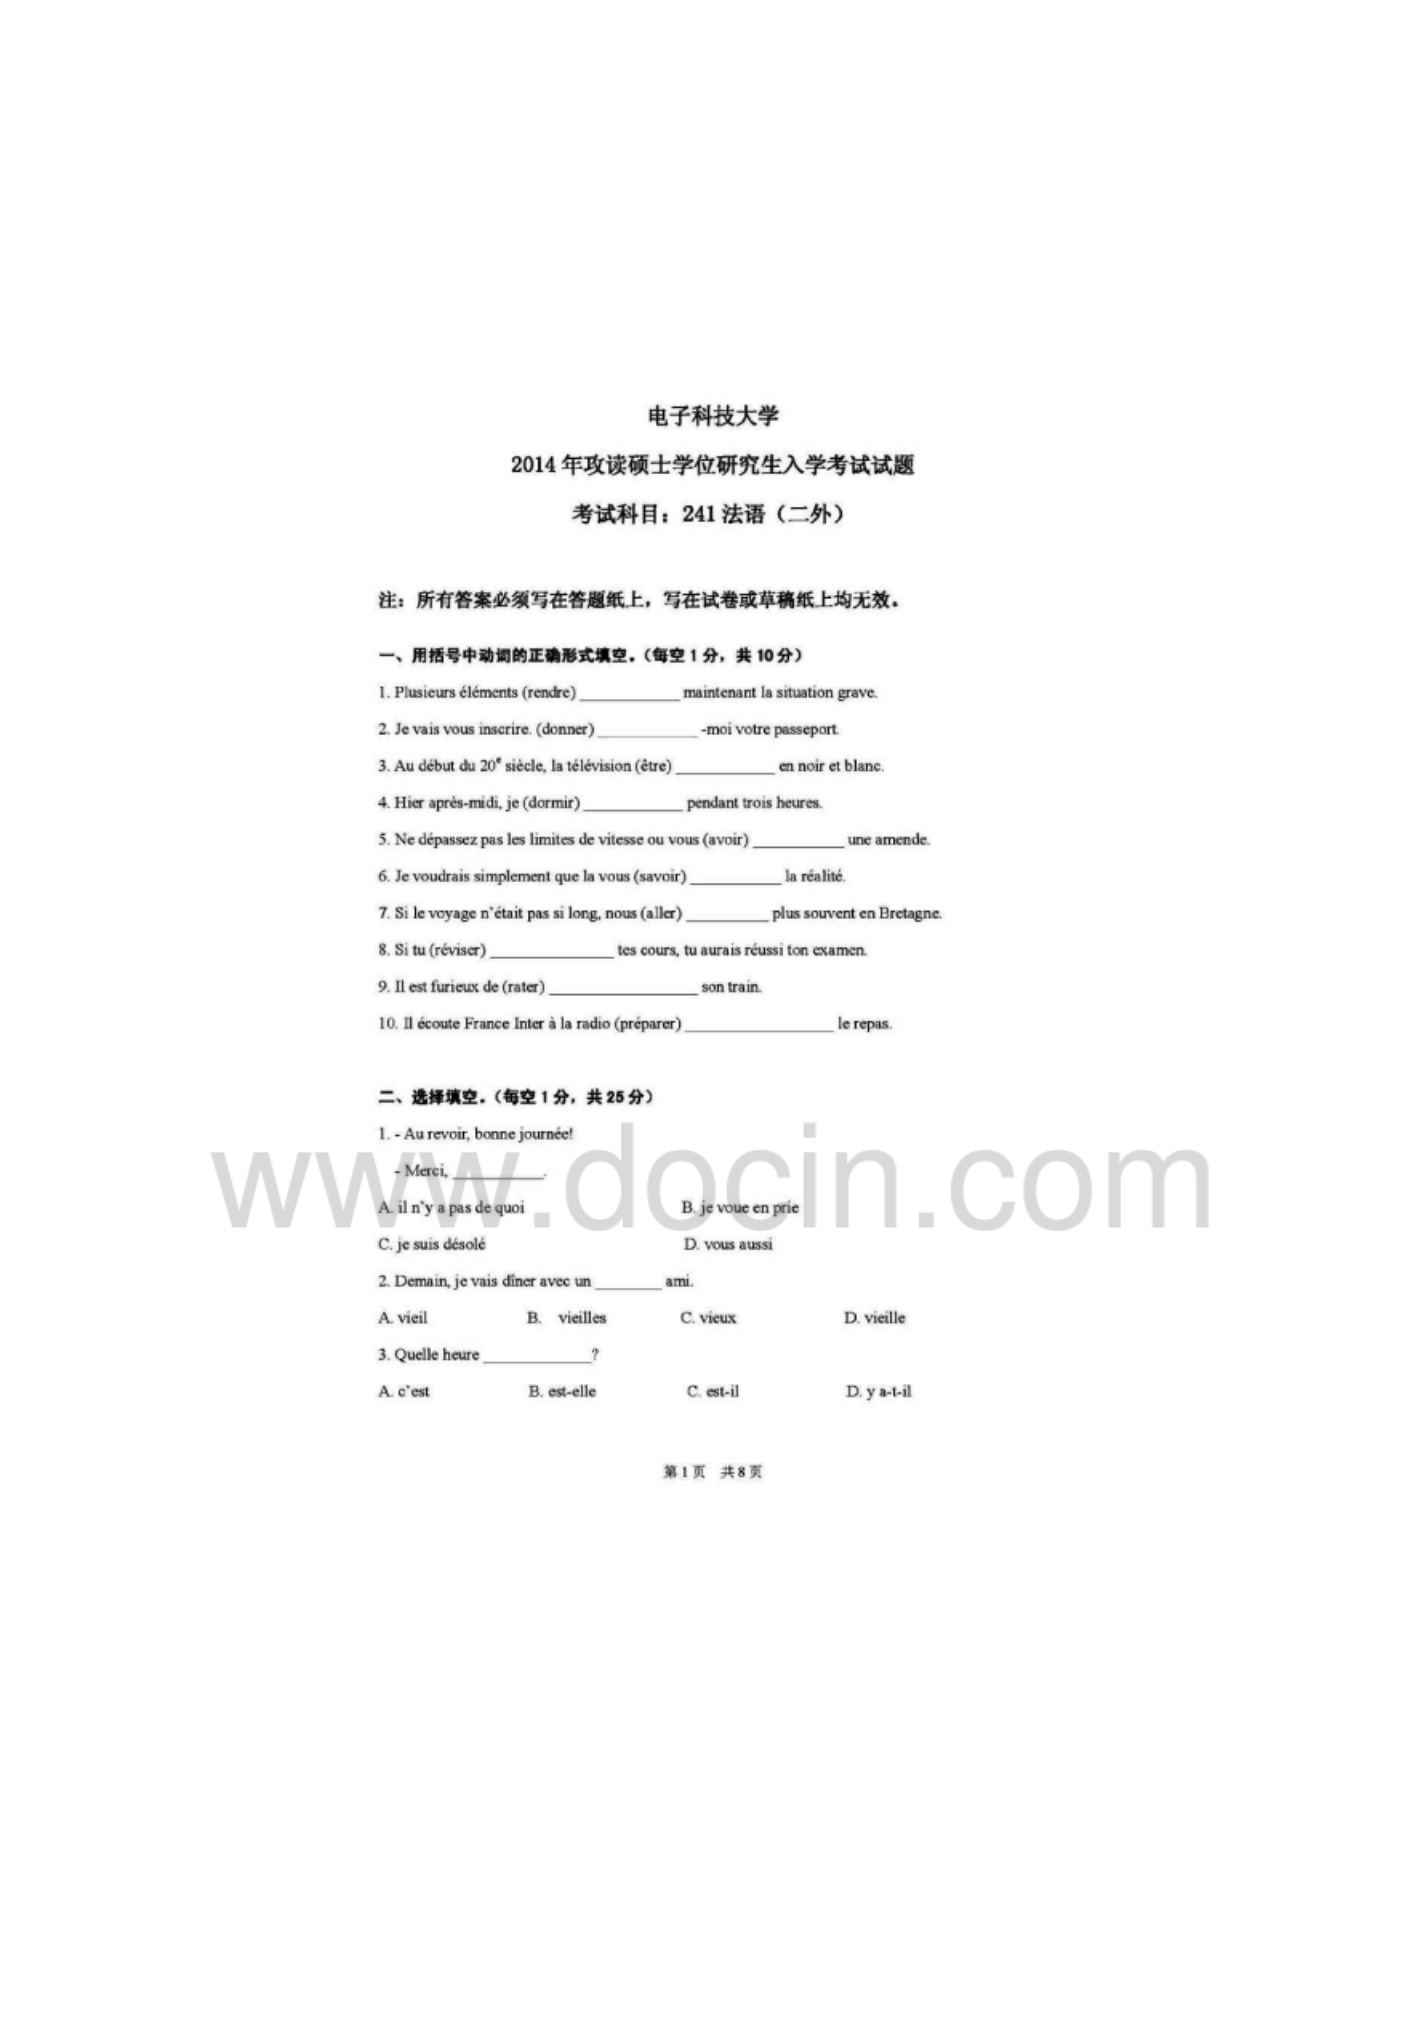 电子科技大学
2014 年攻读硕士学位研究生入学考试试题
考试科目：241 法语（二外）
注：所有答案必须写在答题纸上，写在试卷或草稿纸上均无效。
一、用括号中动词的正确形式填空。（每空 1 分，共 10 分）
1. Plusieurs éléments (rendre) ____________ maintenant la situation grave.
2. Je vais vous inscrire. (donner) ____________ -moi votre passeport.
3. Au début du 20e siècle, la télévision (être) ____________ en noir et blanc.
4. Hier après-midi, je (dormir) ____________ pendant trois heures.
5. Ne dépassez pas les limites de vitesse ou vous (avoir) ___________ une amende.
6. Je voudrais simplement que la vous (savoir) ___________ la réalité.
7. Si le voyage n'était pas si long, nous (aller) __________ plus souvent en Bretagne.
8. Si tu (réviser) _______________ tes cours, tu aurais réussi ton examen.
9. Il est furieux de (rater) __________________ son train.
10. Il écoute France Inter à la radio (préparer) __________________ le repas.
二、选择填空。（每空 1 分，共 25 分）
1. - Au revoir, bonne journée!
- Merci, ___________.
A. il n'y a pas de quoi B. je voue en prie
C. je suis désolé D. vous aussi
2. Demain, je vais dîner avec un ________ ami.
A. vieil B. vieilles C. vieux D. vieille
3. Quelle heure _____________?
A. c'est B. est-elle C. est-il D. y a-t-il
第 1 页 共 8 页
www.docin.com